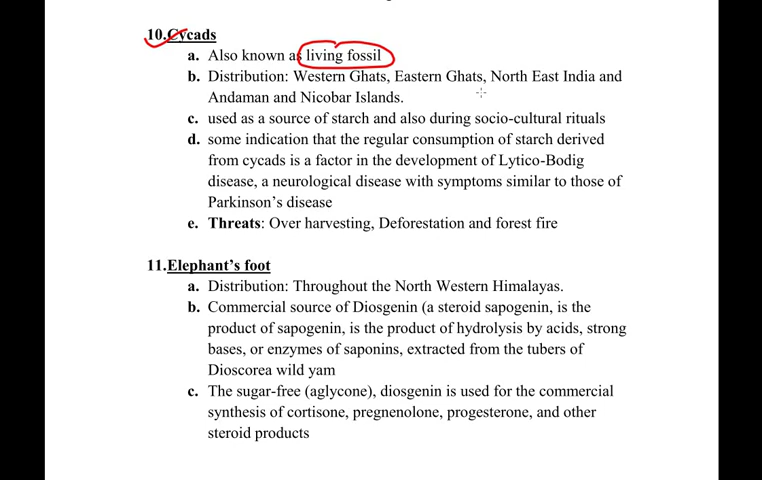 10.Cycads
a. Also known as living fossil
b. Distribution: Western Ghats, Eastern Ghats, North East India and
Andaman and Nicobar Islands.
c. used as a source of starch and also during socio-cultural rituals
d. some indication that the regular consumption of starch derived
from cycads is a factor in the development of Lytico-Bodig
disease, a neurological disease with symptoms similar to those of
Parkinson's disease
e. Threats: Over harvesting, Deforestation and forest fire
11.Elephant's foot
a. Distribution: Throughout the North Western Himalayas.
b. Commercial source of Diosgenin (a steroid sapogenin, is the
product of sapogenin, is the product of hydrolysis by acids, strong
bases, or enzymes of saponins, extracted from the tubers of
Dioscorea wild yam
c. The sugar-free (aglycone), diosgenin is used for the commercial
synthesis of cortisone, pregnenolone, progesterone, and other
steroid products